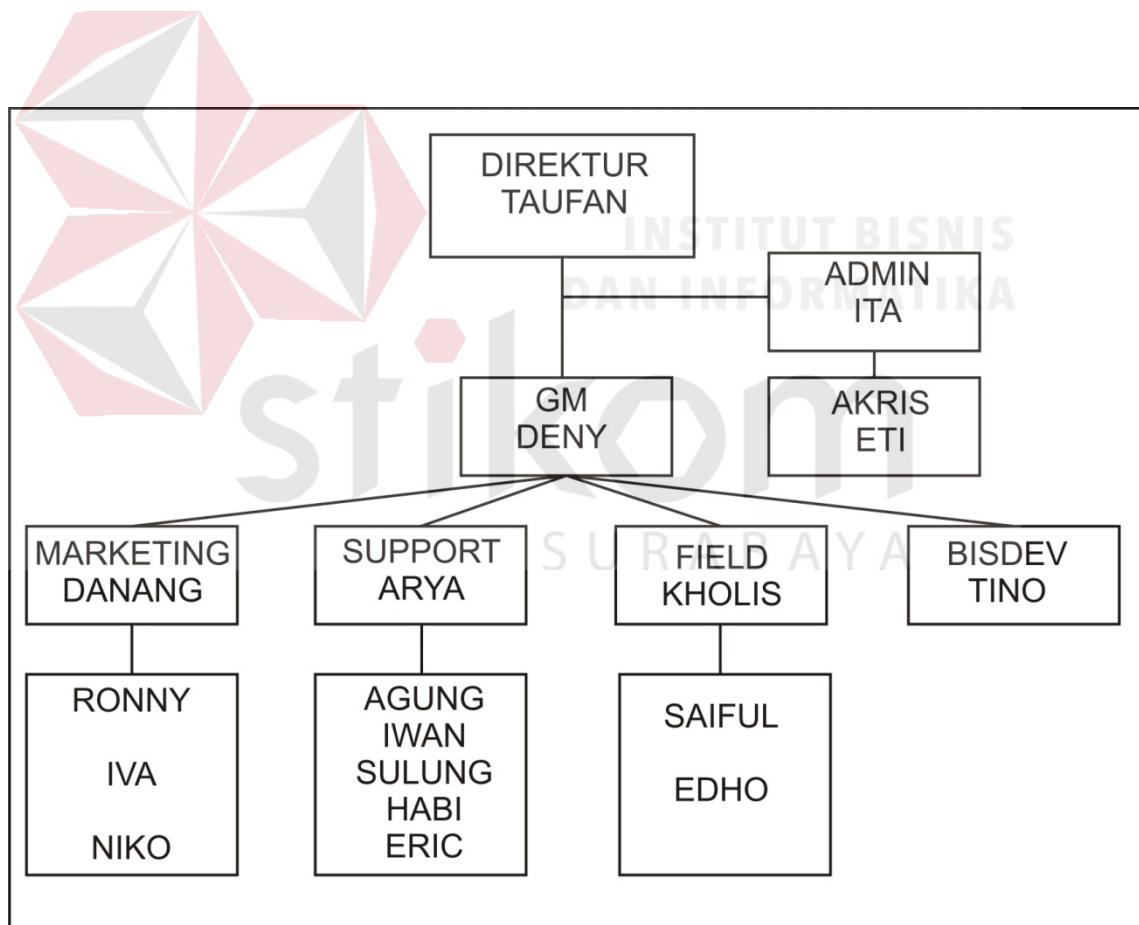 DIREKTUR
TAUFAN
INSTITUT BISNIS
DAN INFORMATIKA
ADMIN
ITA
stikom
SURABAYA
GM
DENY
AKRIS
ETI
MARKETING
DANANG
SUPPORT
ARYA
FIELD
KHOLIS
BISDEV
TINO
RONNY
IVA
NIKO
AGUNG
IWAN
SULUNG
HABI
ERIC
SAIFUL
EDHO